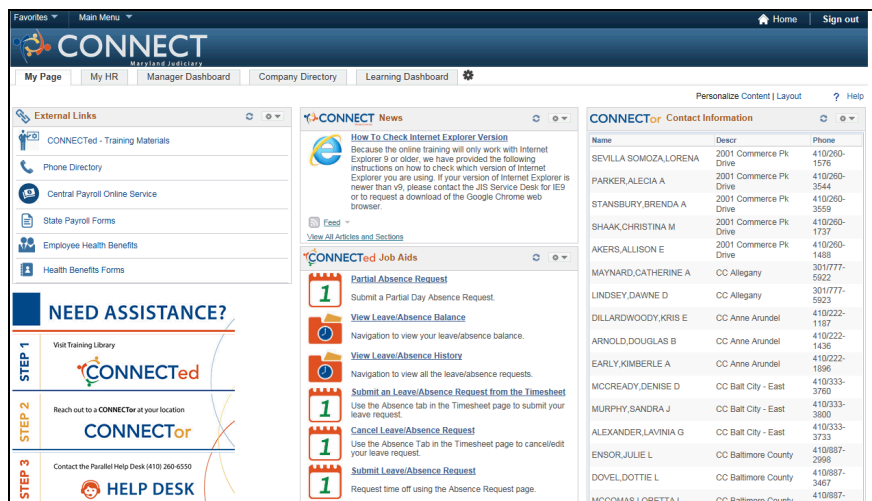 Favorites Main Menu Home Sign out
CONNECT
Maryland Judiciary
My Page My HR Manager Dashboard Company Directory Learning Dashboard
Personalize Content | Layout ? Help
External Links
CONNECTed - Training Materials
Phone Directory
Central Payroll Online Service
State Payroll Forms
Employee Health Benefits
Health Benefits Forms
NEED ASSISTANCE?
STEP 1
Visit Training Library
CONNECTed
STEP 2
Reach out to a CONNECTor at your location
CONNECTor
STEP 3
Contact the Parallel Help Desk (410) 260-6550
HELP DESK
CONNECT News
How To Check Internet Explorer Version
Because the online training will only work with Internet
Explorer 9 or older, we have provided the following
instructions on how to check which version of Internet
Explorer you are using. If your version of Internet Explorer is
newer than v9, please contact the JIS Service Desk for IE9
or to request a download of the Google Chrome web
browser.
Feed
View All Articles and Sections
CONNECTed Job Aids
1
Partial Absence Request
Submit a Partial Day Absence Request.
View Leave/Absence Balance
Navigation to view your leave/absence balance.
View Leave/Absence History
Navigation to view all the leave/absence requests.
1
Submit an Leave/Absence Request from the Timesheet
Use the Absence tab in the Timesheet page to submit your
leave request.
1
Cancel Leave/Absence Request
Use the Absence Tab in the Timesheet page to cancel/edit
your leave request.
1
Submit Leave/Absence Request
Request time off using the Absence Request page.
CONNECTor Contact Information
Name Descr Phone
SEVILLA SOMOZA,LORENA 2001 Commerce Pk Drive 410/260-1576
PARKER,ALECIA A 2001 Commerce Pk Drive 410/260-3544
STANSBURY,BRENDA A 2001 Commerce Pk Drive 410/260-3559
SHAAK,CHRISTINA M 2001 Commerce Pk Drive 410/260-1737
AKERS,ALLISON E 2001 Commerce Pk Drive 410/260-1488
MAYNARD,CATHERINE A CC Allegany 301/777-5922
LINDSEY,DAWNE D CC Allegany 301/777-5923
DILLARDWOODY,KRIS E CC Anne Arundel 410/222-1187
ARNOLD,DOUGLAS B CC Anne Arundel 410/222-1436
EARLY,KIMBERLE A CC Anne Arundel 410/222-1896
MCCREADY,DENISE D CC Balt City - East 410/333-3760
MURPHY,SANDRA J CC Balt City - East 410/333-3800
ALEXANDER,LAVINIA G CC Balt City - East 410/333-3733
ENSOR,JULIE L CC Baltimore County 410/887-2998
DOVEL,DOTTIE L CC Baltimore County 410/887-3467
MCCOMAS,LORETTA L CC Baltimore County 410/887-